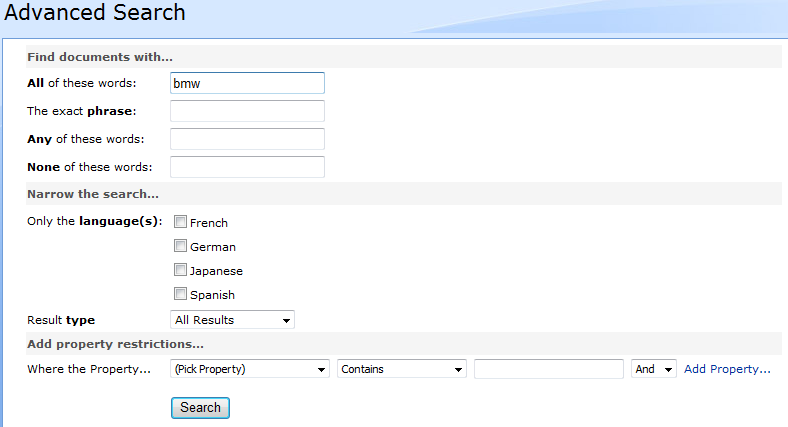 Advanced Search
Find documents with...
All of these words: bmw
The exact phrase:
Any of these words:
None of these words:
Narrow the search...
Only the language(s): French
German
Japanese
Spanish
Result type All Results
Add property restrictions...
Where the Property... (Pick Property) Contains And Add Property...
Search